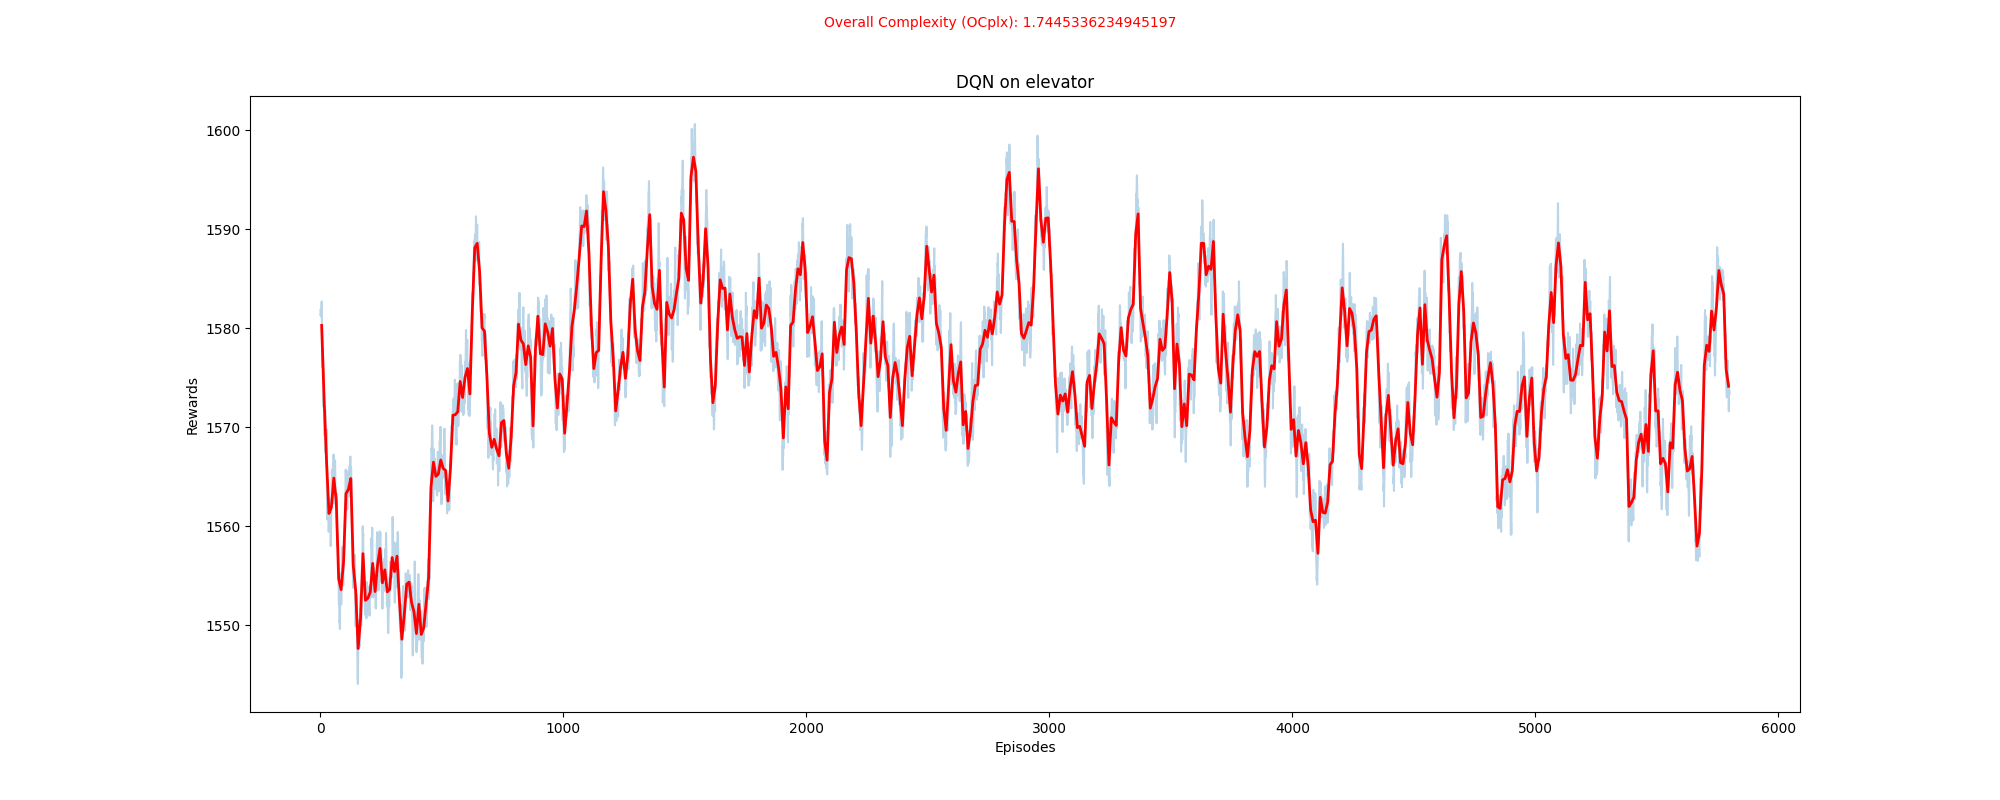 Overall Complexity (OCplx): 1.7445336234945197
DQN on elevator
Rewards
1600
1590
1580
1570
1560
1550
0 1000 2000 3000 4000 5000 6000
Episodes